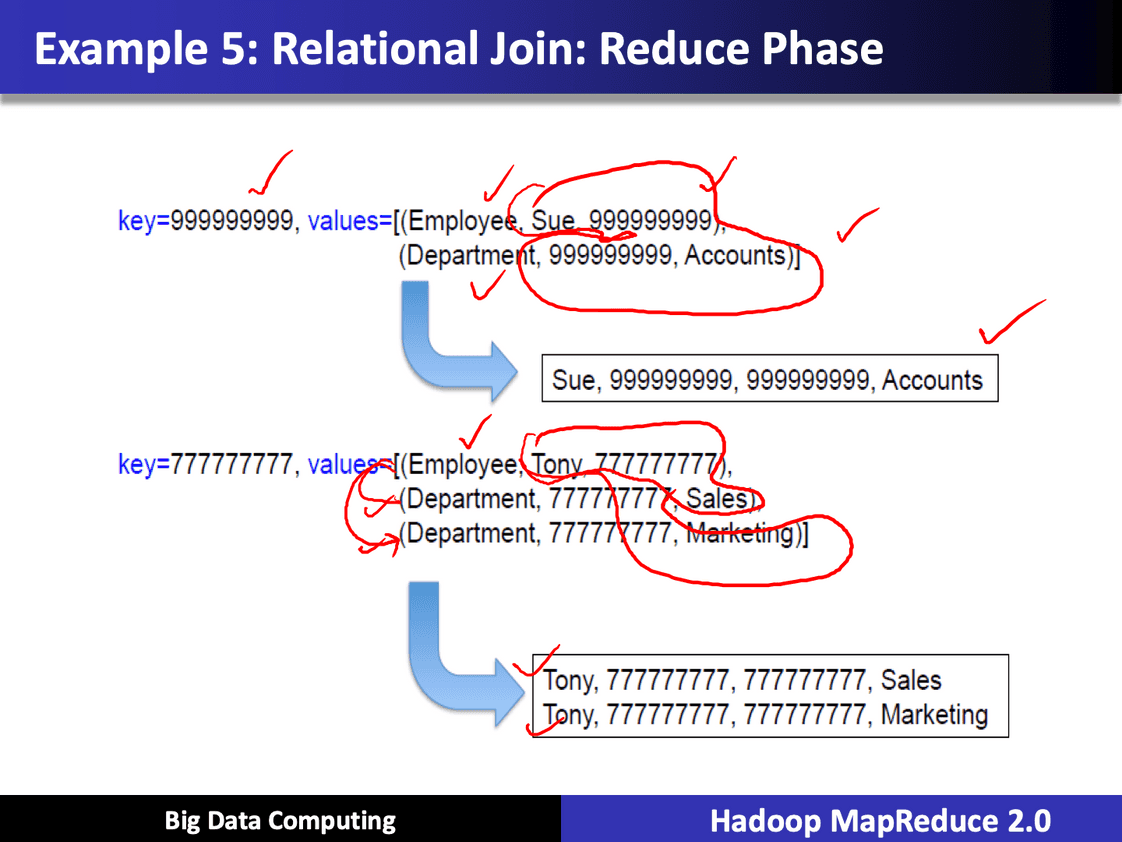 Example 5: Relational Join: Reduce Phase
key=999999999, values=[(Employee, Sue, 999999999),
(Department, 999999999, Accounts)]
Sue, 999999999, 999999999, Accounts
key=777777777, values=[(Employee, Tony, 777777777),
(Department, 777777777, Sales),
(Department, 777777777, Marketing)]
Tony, 777777777, 777777777, Sales
Tony, 777777777, 777777777, Marketing
Big Data Computing
Hadoop MapReduce 2.0